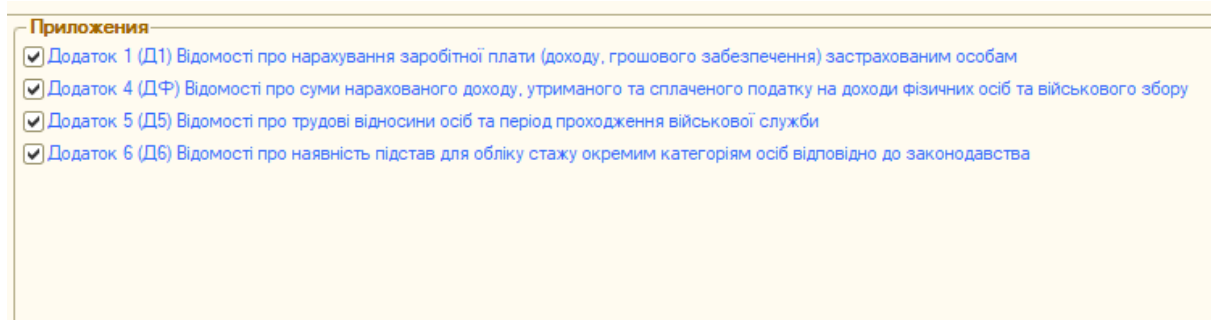 Приложения
Додаток 1 (Д1) Відомості про нарахування заробітної плати (доходу, грошового забезпечення) застрахованим особам
Додаток 4 (ДФ) Відомості про суми нарахованого доходу, утриманого та сплаченого податку на доходи фізичних осіб та військового збору
Додаток 5 (Д5) Відомості про трудові відносини осіб та період проходження військової служби
Додаток 6 (Д6) Відомості про наявність підстав для обліку стажу окремим категоріям осіб відповідно до законодавства